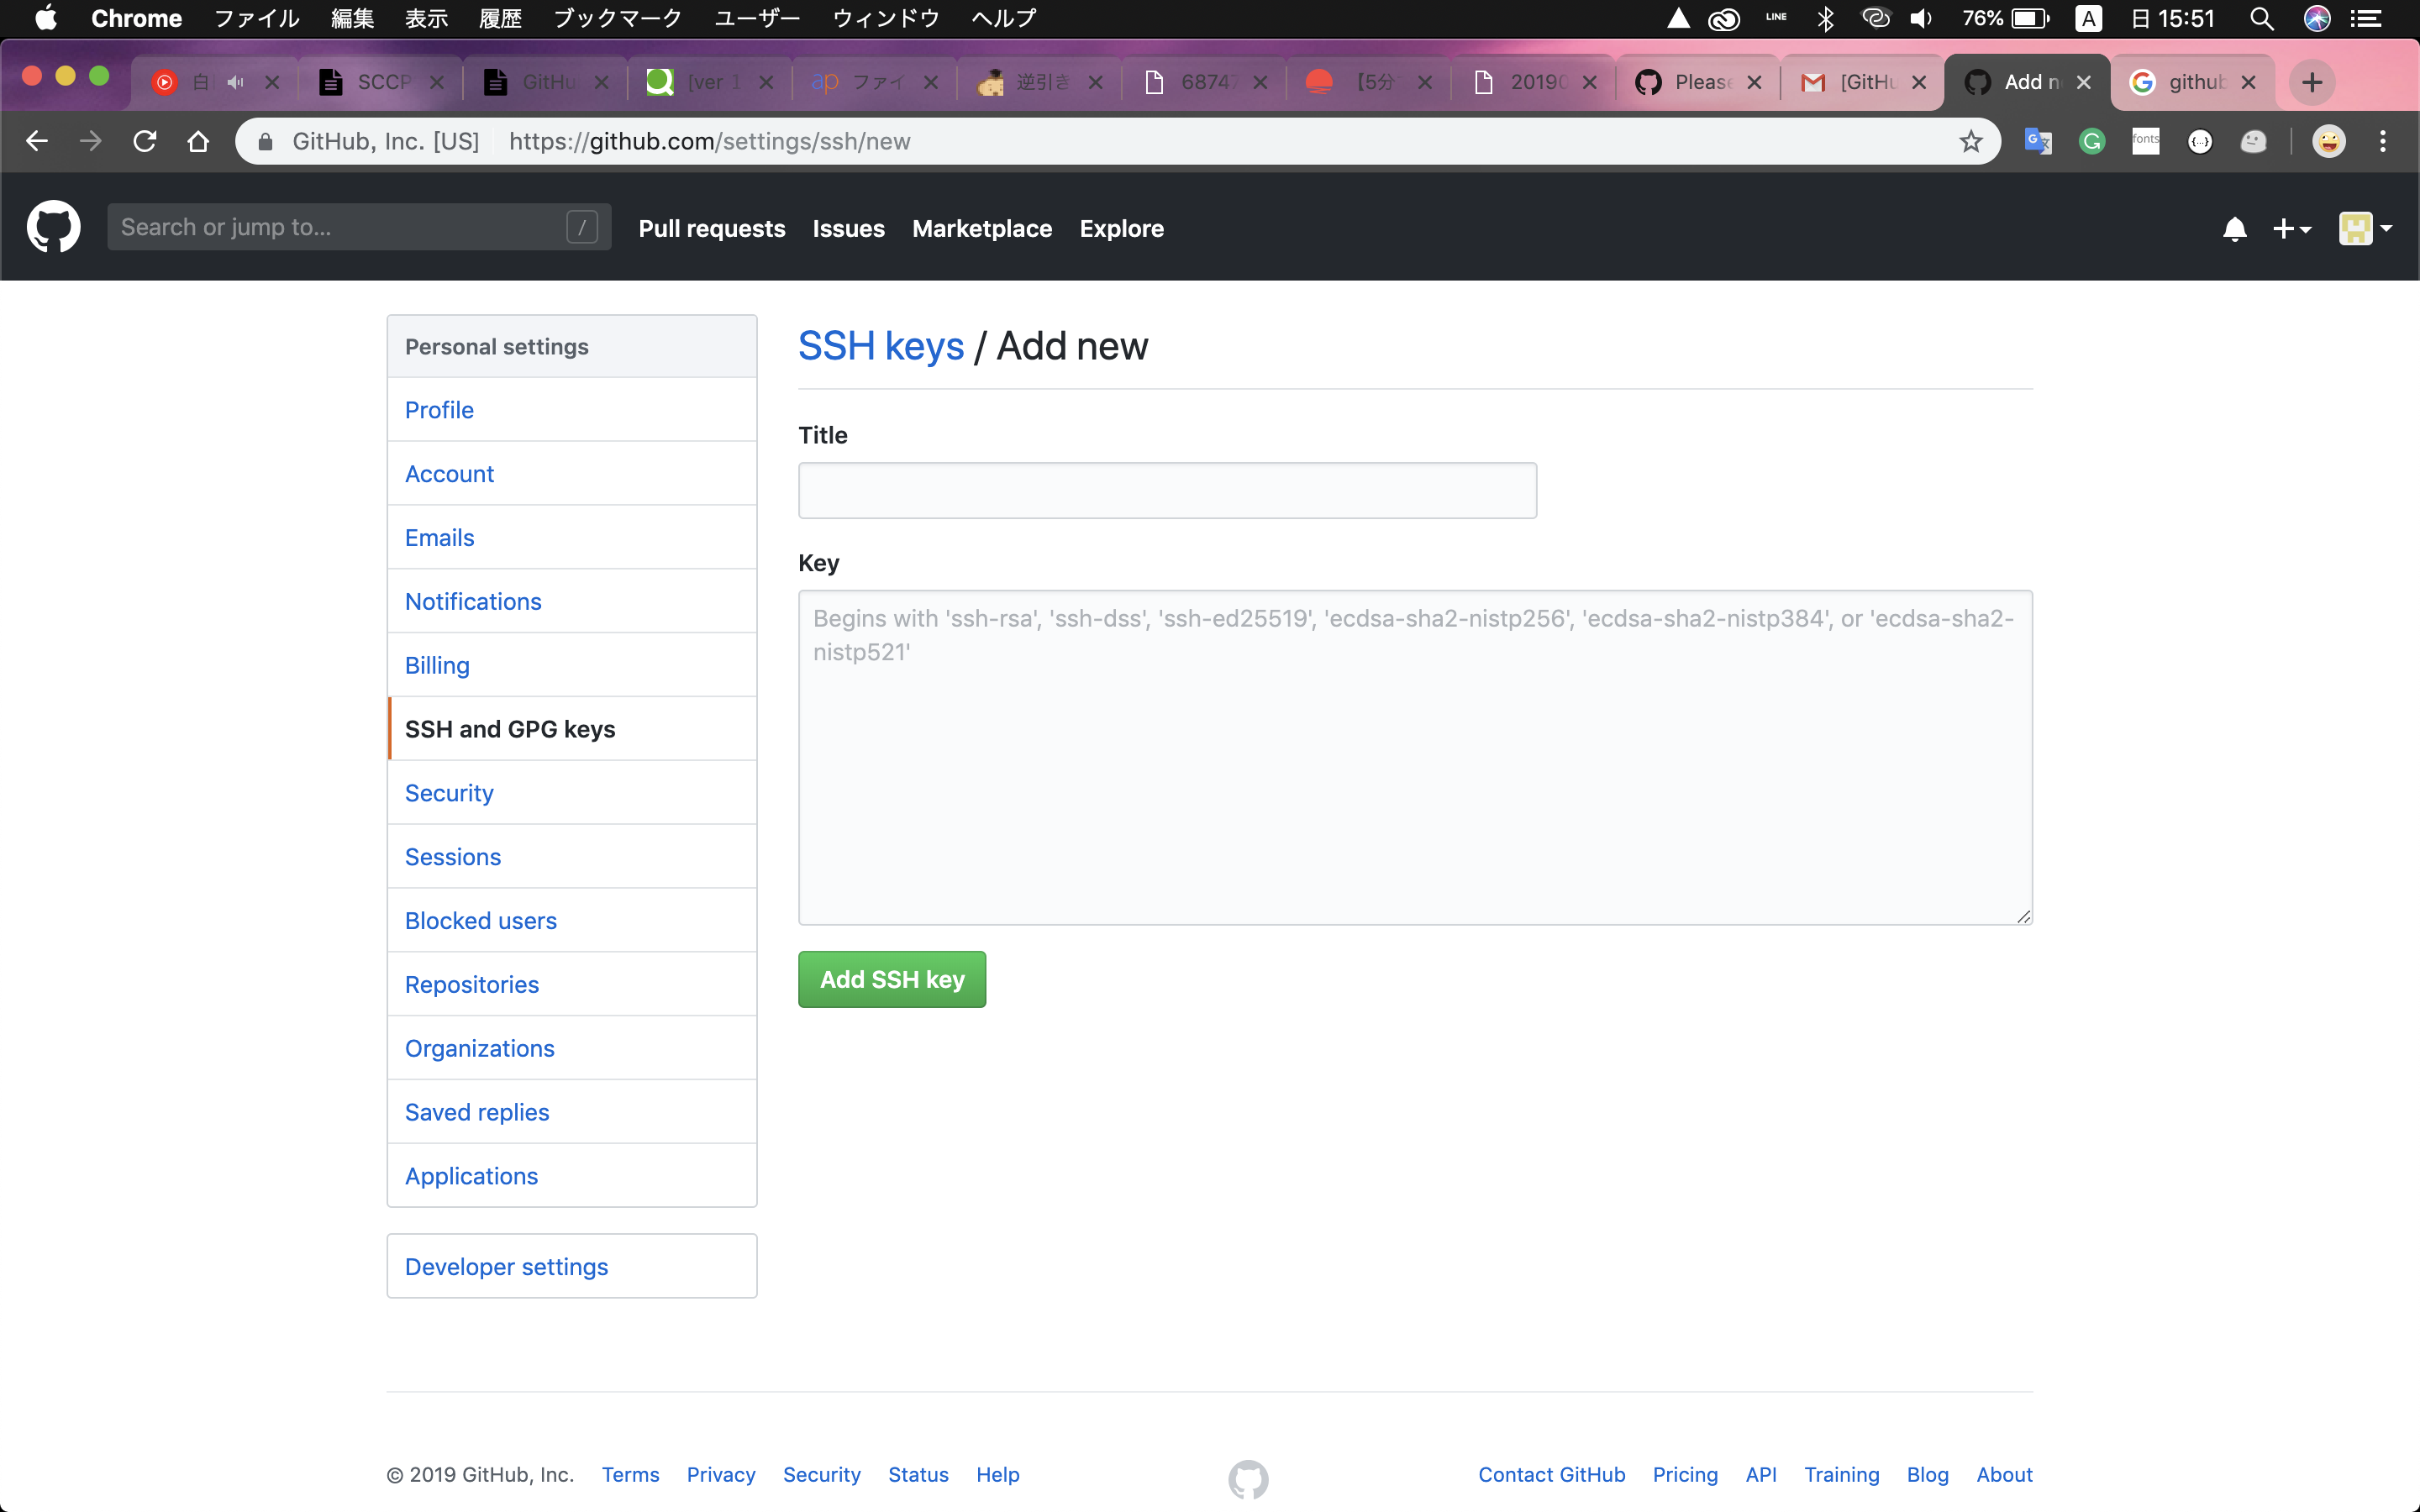 Chrome ファイル 編集 表示 履歴 ブックマーク ユーザー ウィンドウ ヘルプ LINE 76% A 日 15:51
白 SCCP GitHu [ver 1 ap ファイ 逆引き 68747 【5分 20190 Please [GitHu Add n github
GitHub, Inc. [US] https://github.com/settings/ssh/new fonts
Search or jump to... / Pull requests Issues Marketplace Explore
Personal settings
Profile
Account
Emails
Notifications
Billing
SSH and GPG keys
Security
Sessions
Blocked users
Repositories
Organizations
Saved replies
Applications
Developer settings
SSH keys / Add new
Title
Key
Begins with 'ssh-rsa', 'ssh-dss', 'ssh-ed25519', 'ecdsa-sha2-nistp256', 'ecdsa-sha2-nistp384', or 'ecdsa-sha2-
nistp521'
Add SSH key
© 2019 GitHub, Inc. Terms Privacy Security Status Help Contact GitHub Pricing API Training Blog About